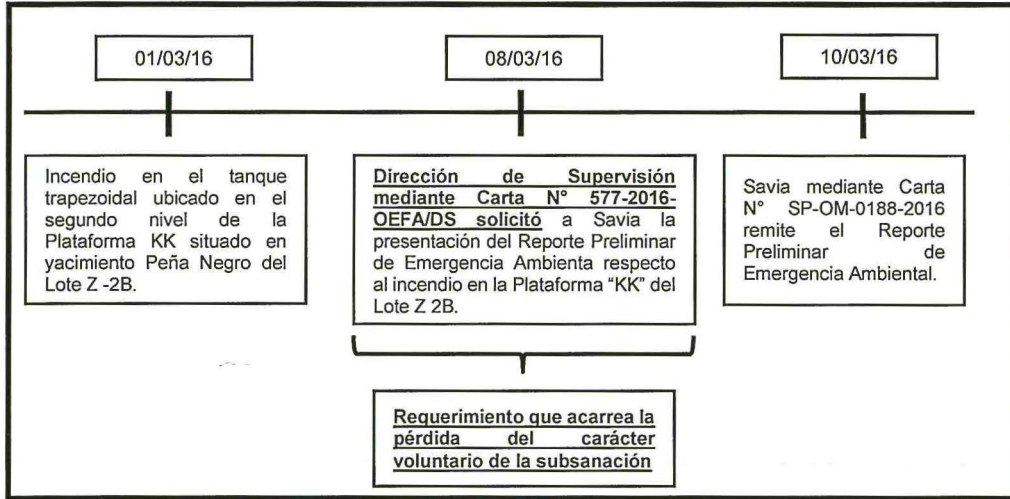 01/03/16
08/03/16
10/03/16
Incendio en el tanque
trapezoidal ubicado en el
segundo nivel de la
Plataforma KK situado en
yacimiento Peña Negro del
Lote Z -2B.
Dirección de Supervisión
mediante Carta N° 577-2016-
OEFA/DS solicitó a Savia la
presentación del Reporte Preliminar
de Emergencia Ambienta respecto
al incendio en la Plataforma “KK” del
Lote Z 2B.
Savia mediante Carta
N° SP-OM-0188-2016
remite el Reporte
Preliminar de
Emergencia Ambiental.
Requerimiento que acarrea la
pérdida del carácter
voluntario de la subsanación